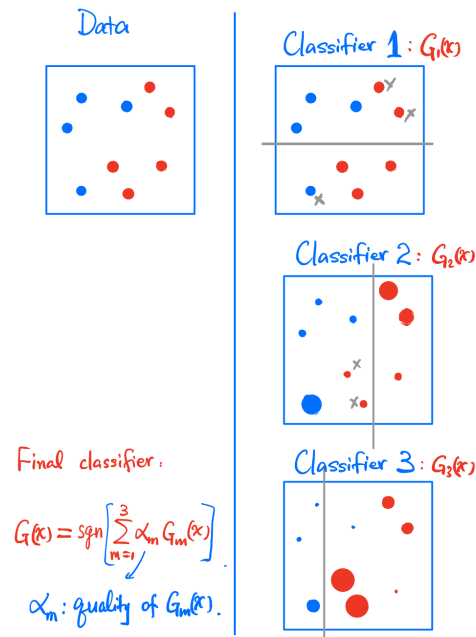 Data
Classifier 1: G₁(x)
x
x
x
Classifier 2: G₂(x)
x
x
Classifier 3: G₃(x)
Final classifier:
G(x) = sgn[∑_{m=1}^{3} αₘ Gₘ(x)].
αₘ: quality of Gₘ(x).